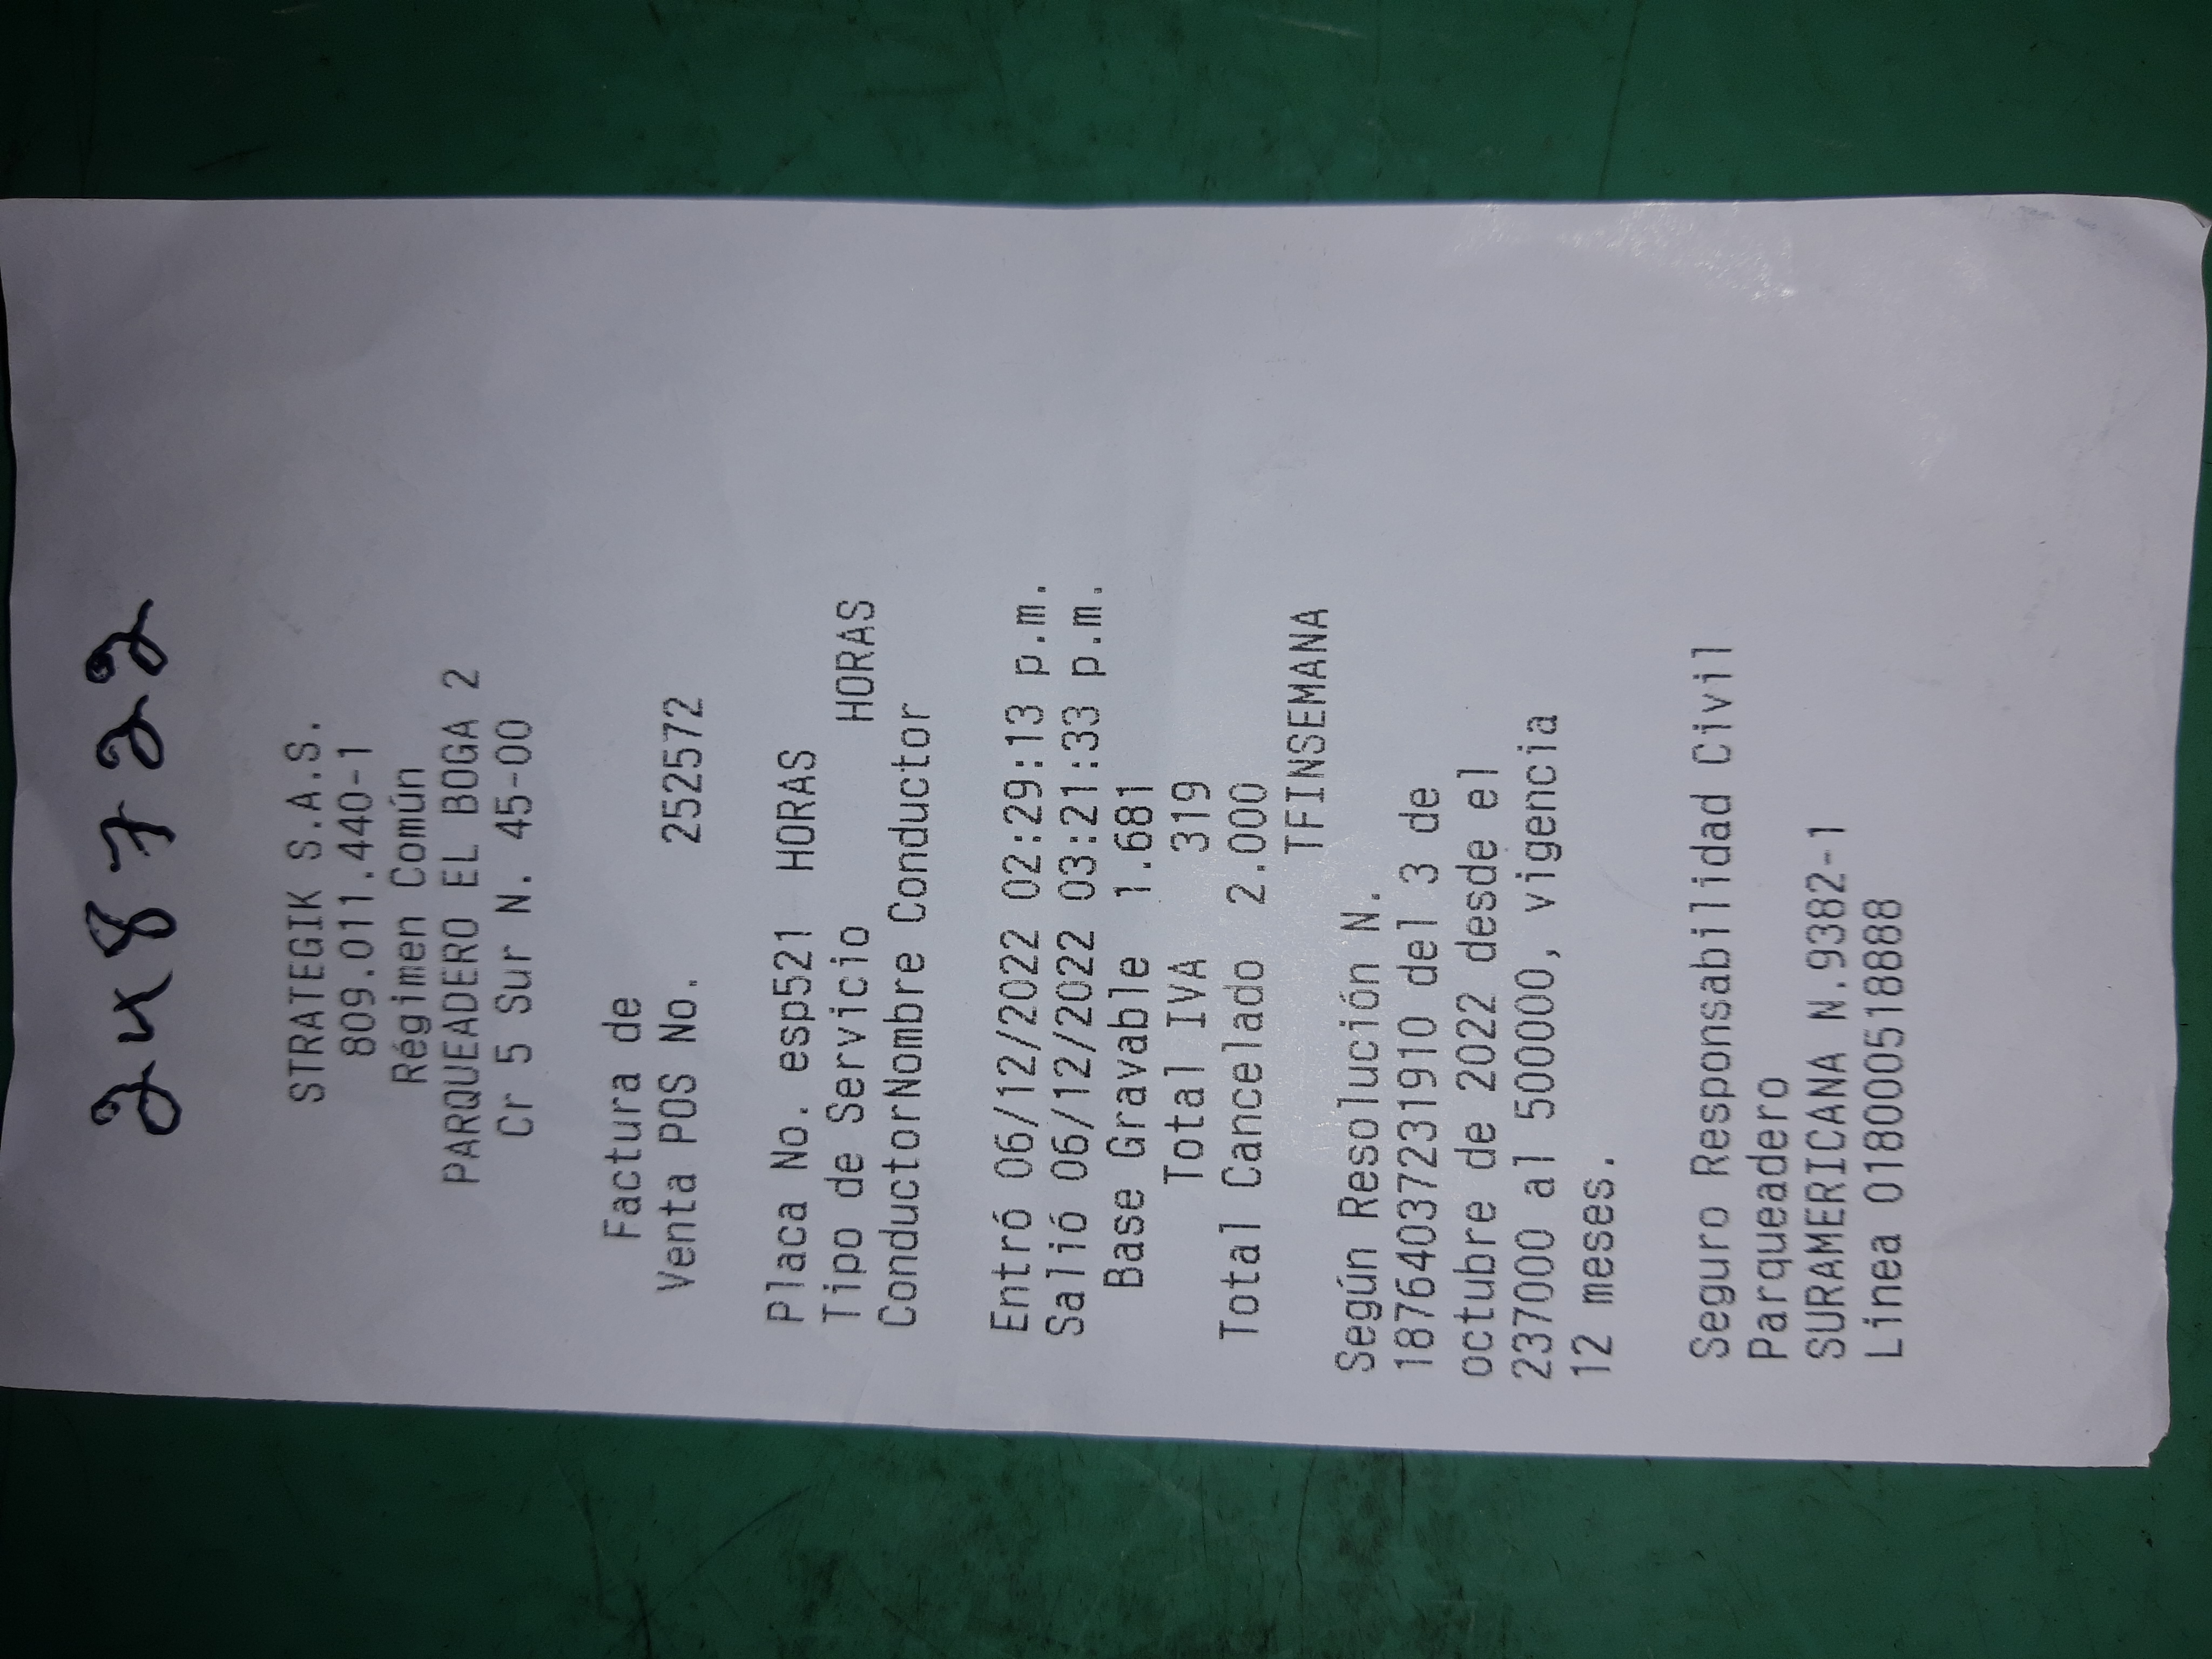 248722
STRATEGIK S.A.S.
809.011.440-1
Régimen Común
PARQUEADERO EL BOGA 2
Cr 5 Sur N. 45-00
Factura de
Venta POS No. 252572
Placa No. esp521 HORAS
Tipo de Servicio HORAS
ConductorNombre Conductor
Entró 06/12/2022 02:29:13 p.m.
Salió 06/12/2022 03:21:33 p.m.
Base Gravable 1.681
Total IVA 319
Total Cancelado 2.000
TFINSEMANA
Según Resolución N.
18764037231910 del 3 de
octubre de 2022 desde el
237000 al 500000, vigencia
12 meses.
Seguro Responsabilidad Civil
Parqueadero
SURAMERICANA N.9382-1
Linea 018000518888